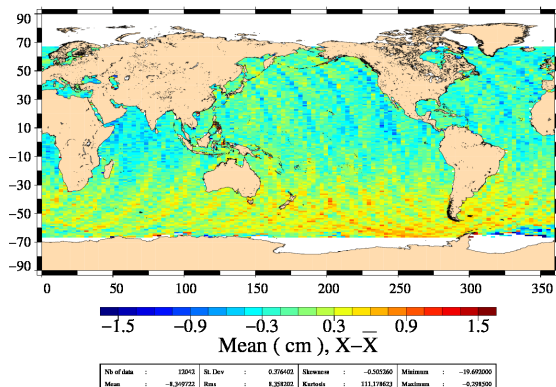 90
70
50
30
10
−10
−30
−50
−70
−90
0 50 100 150 200 250 300 350
−1.5 −0.9 −0.3 0.3 0.9 1.5
Mean ( cm ), X−X̅
Nb of data : 12042 St. Dev : 0.376402 Skewness : −0.505260 Minimum : −19.692000
Mean : −8.349722 Rms : 8.358202 Kurtosis : 111.178623 Maximum : −0.298500